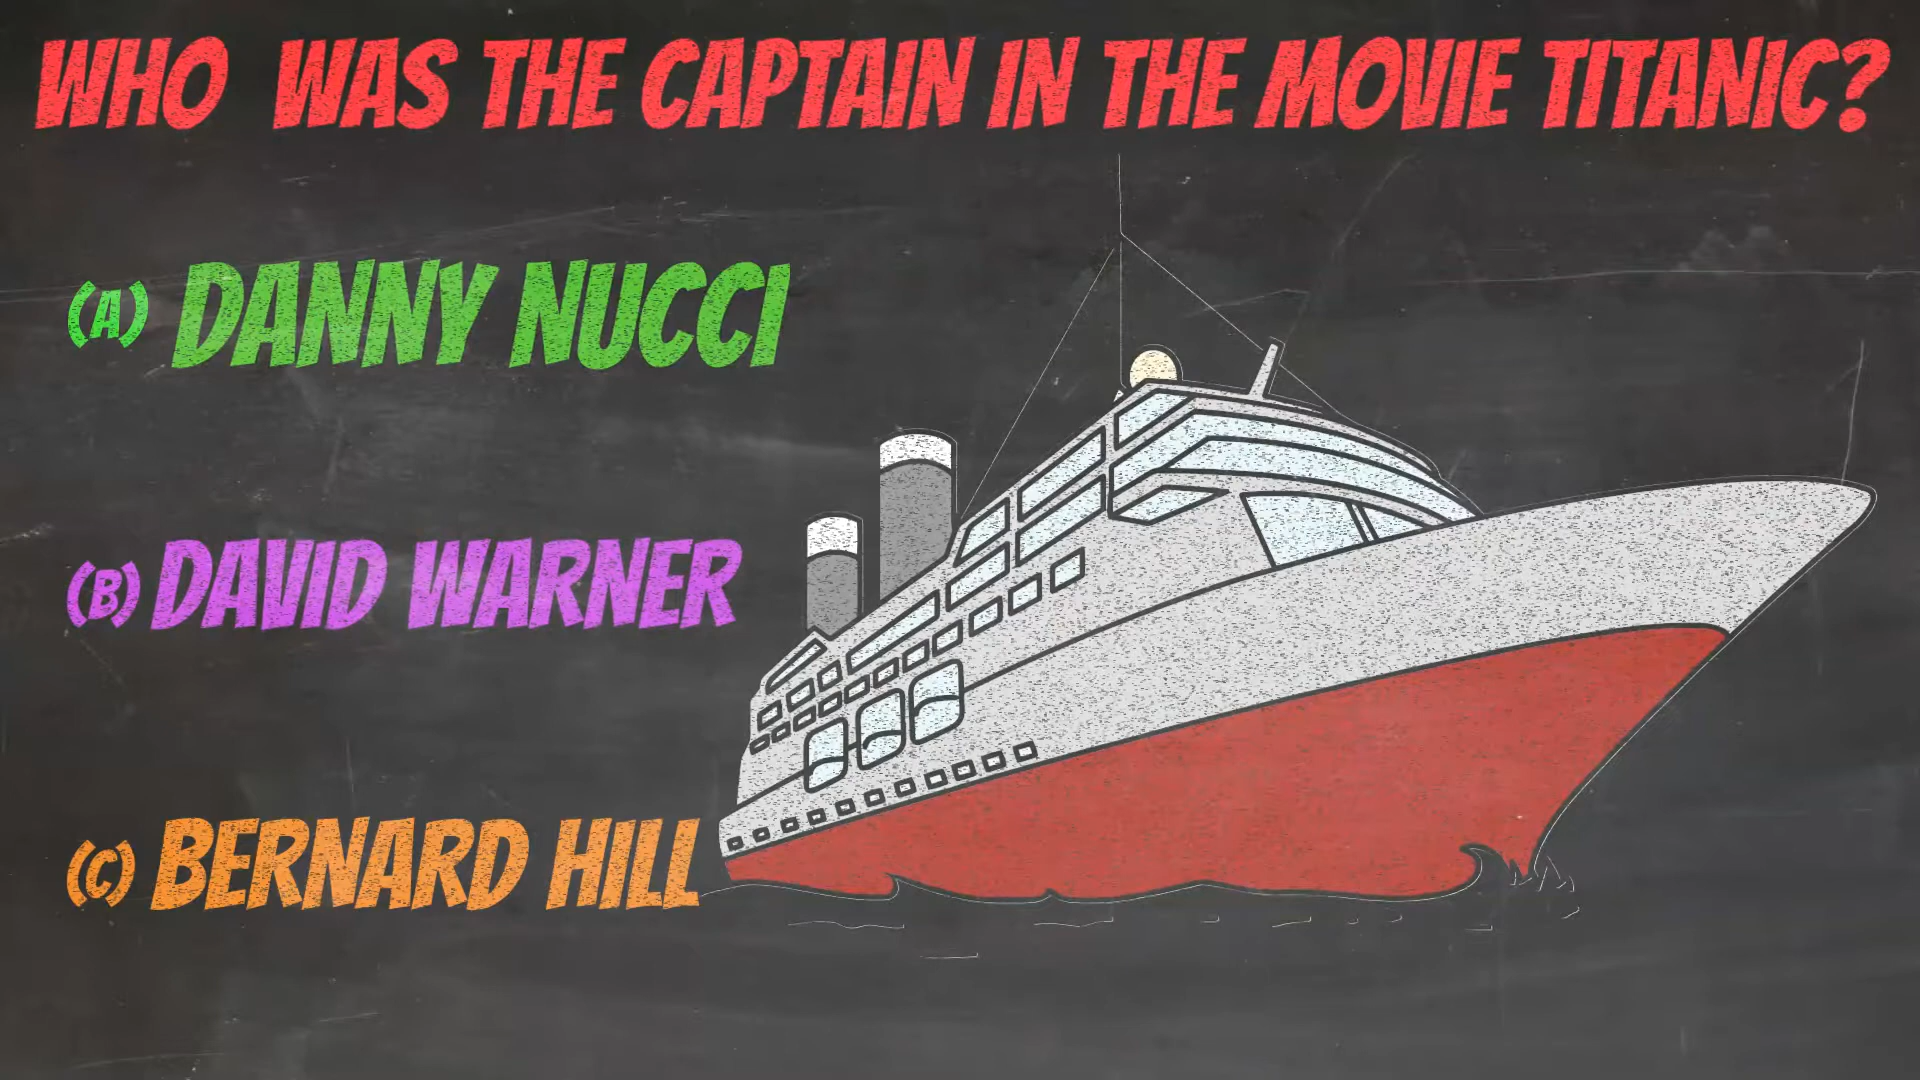 WHO WAS THE CAPTAIN IN THE MOVIE TITANIC?
(A) DANNY NUCCI
(B) DAVID WARNER
(C) BERNARD HILL